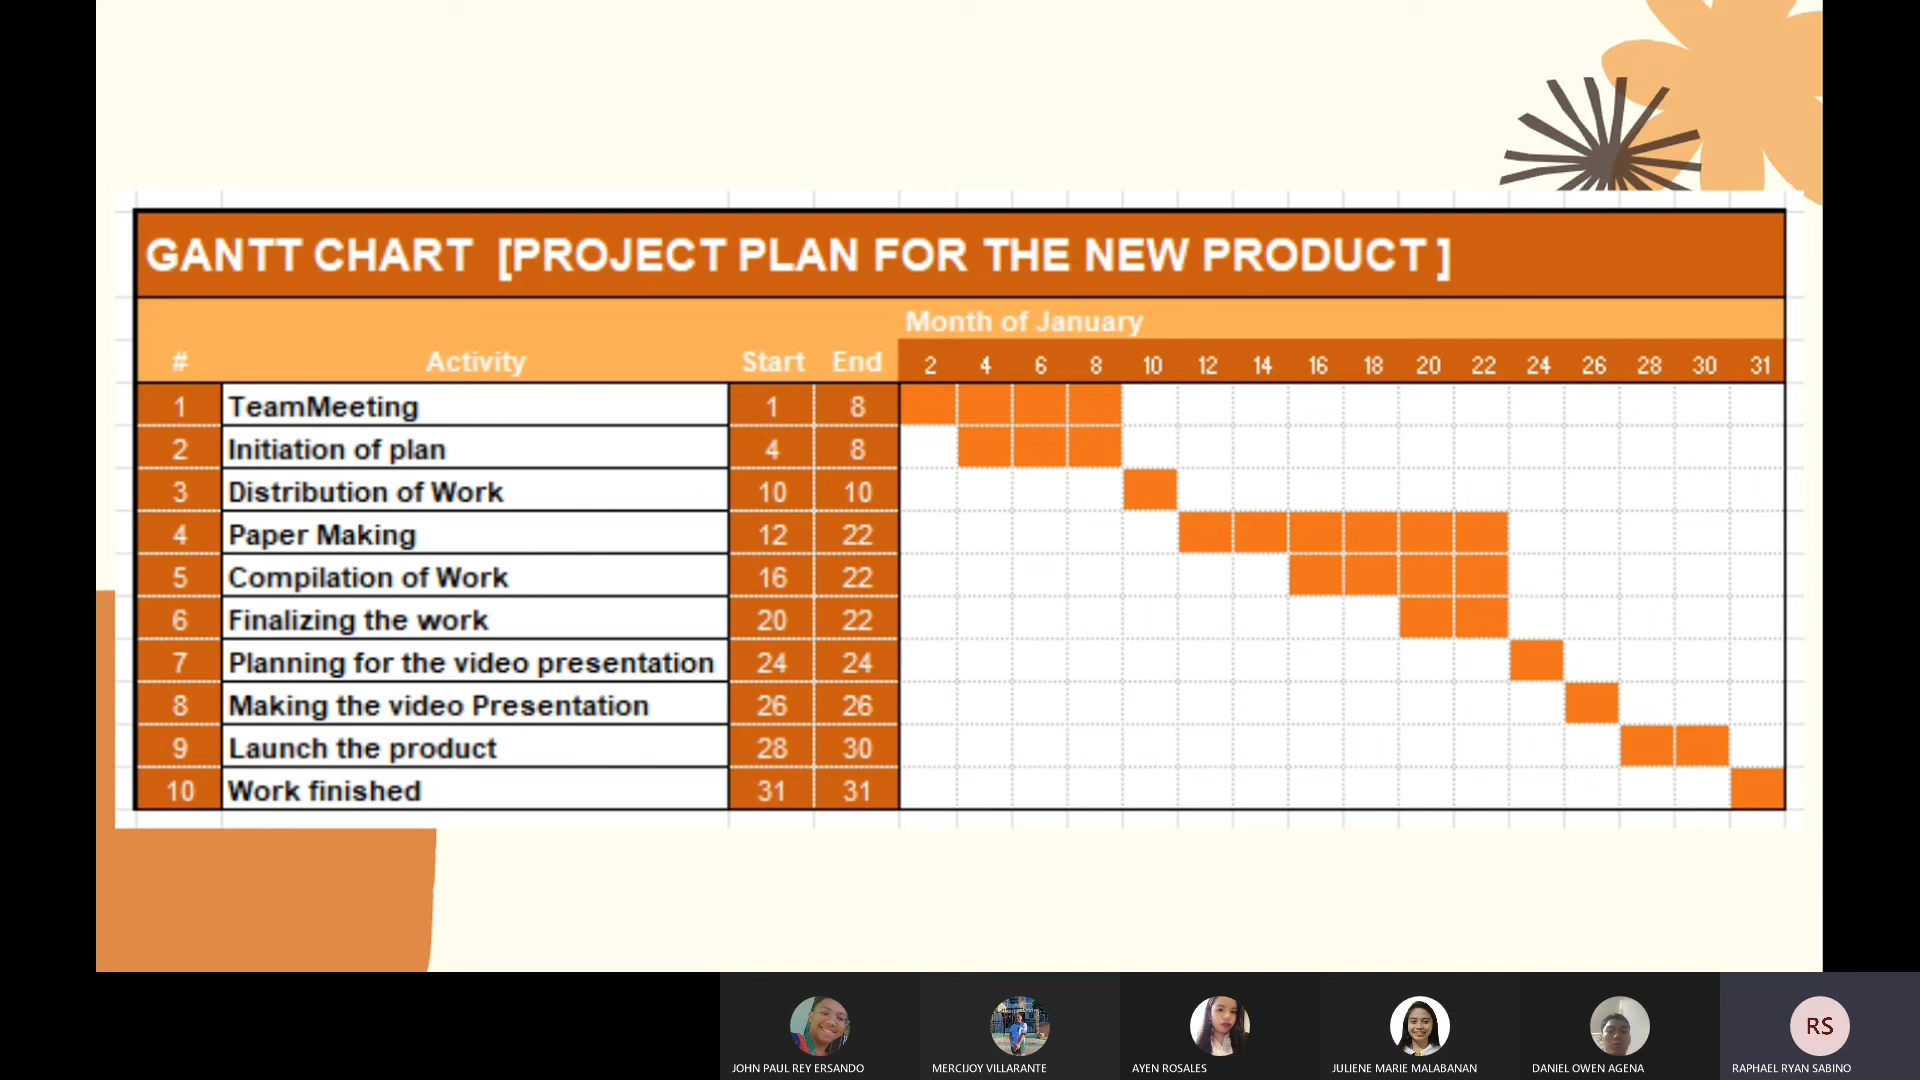 GANTT CHART [PROJECT PLAN FOR THE NEW PRODUCT ]
Month of January
# Activity Start End 2 4 6 8 10 12 14 16 18 20 22 24 26 28 30 31
1 TeamMeeting 1 8
2 Initiation of plan 4 8
3 Distribution of Work 10 10
4 Paper Making 12 22
5 Compilation of Work 16 22
6 Finalizing the work 20 22
7 Planning for the video presentation 24 24
8 Making the video Presentation 26 26
9 Launch the product 28 30
10 Work finished 31 31
RS
JOHN PAUL REY ERSANDO MERCIJOY VILLARANTE AYEN ROSALES JULIENE MARIE MALABANAN DANIEL OWEN AGENA RAPHAEL RYAN SABINO